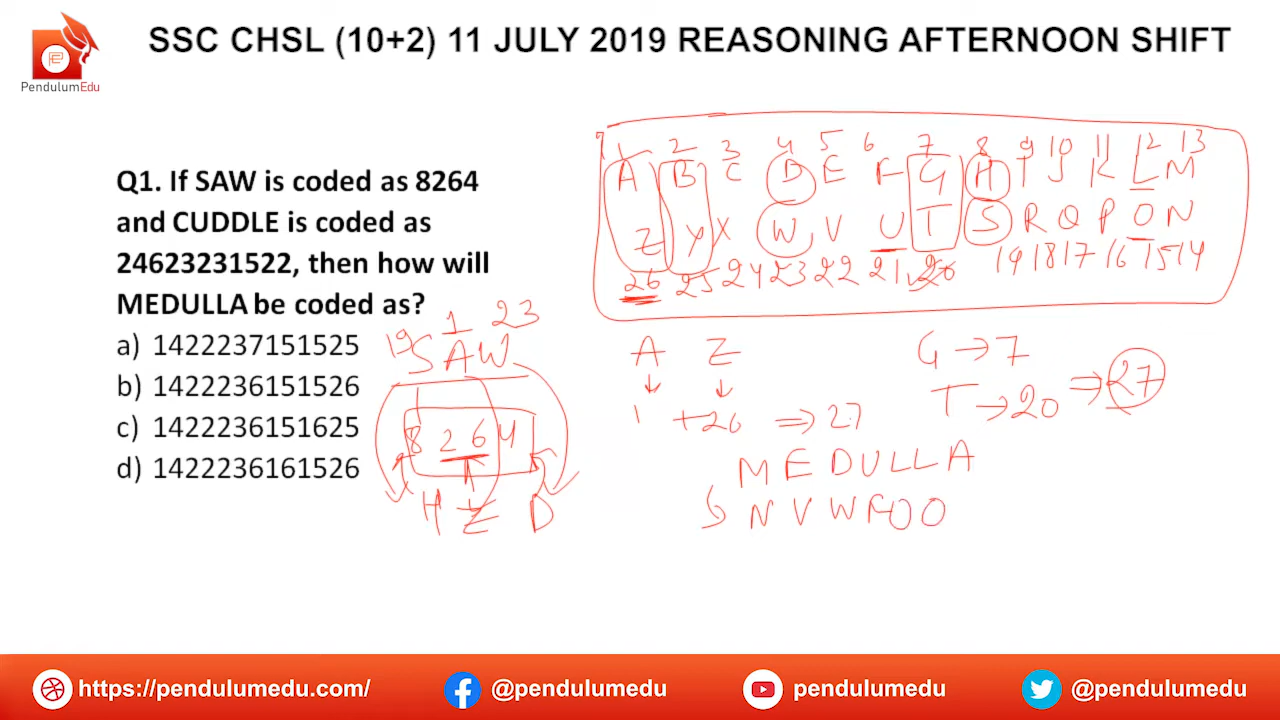 SSC CHSL (10+2) 11 JULY 2019 REASONING AFTERNOON SHIFT
PendulumEdu
Q1. If SAW is coded as 8264
and CUDDLE is coded as
24623231522, then how will
MEDULLA be coded as?
a) 1422237151525
b) 1422236151526
c) 1422236151625
d) 1422236161526
1 2 3 4 5 6 7 8 9 10 11 12 13
A B C D E F G H I J K L M
Z Y X W V U T S R Q P O N
26 25 24 23 22 21 20 19 18 17 16 15 14
19 1 23
S A W
8 2 6 4
H Z D
A Z
1 +26 => 27
G → 7
T → 20 => 27
M E D U L L A
N V W F O O
https://pendulumedu.com/
@pendulumedu
pendulumedu
@pendulumedu